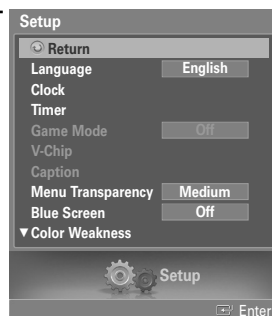 Setup
Return
Language English
Clock
Timer
Game Mode Off
V-Chip
Caption
Menu Transparency Medium
Blue Screen Off
▼ Color Weakness
Setup
Enter